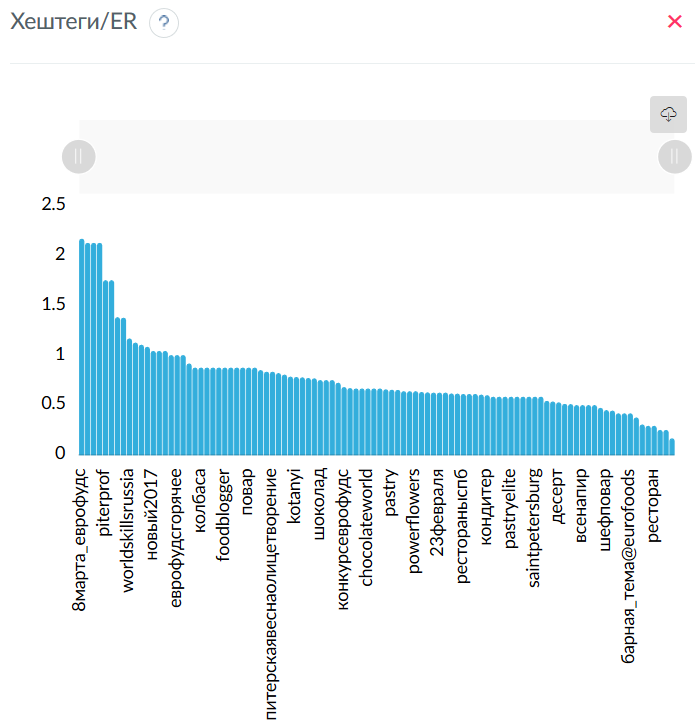 Хештеги/ER ?
2.5
2
1.5
1
0.5
0
8марта_еврофудс
piterprof
worldskillsrussia
новый2017
еврофудсгорячее
колбаса
foodblogger
повар
питерскаявеснаолицетворение
kotanyi
шоколад
конкурсеврофудс
chocolateworld
pastry
powerflowers
23февраля
рестораныспб
кондитер
pastryelite
saintpetersburg
десерт
всенапир
шефповар
барная_тема@eurofoods
ресторан